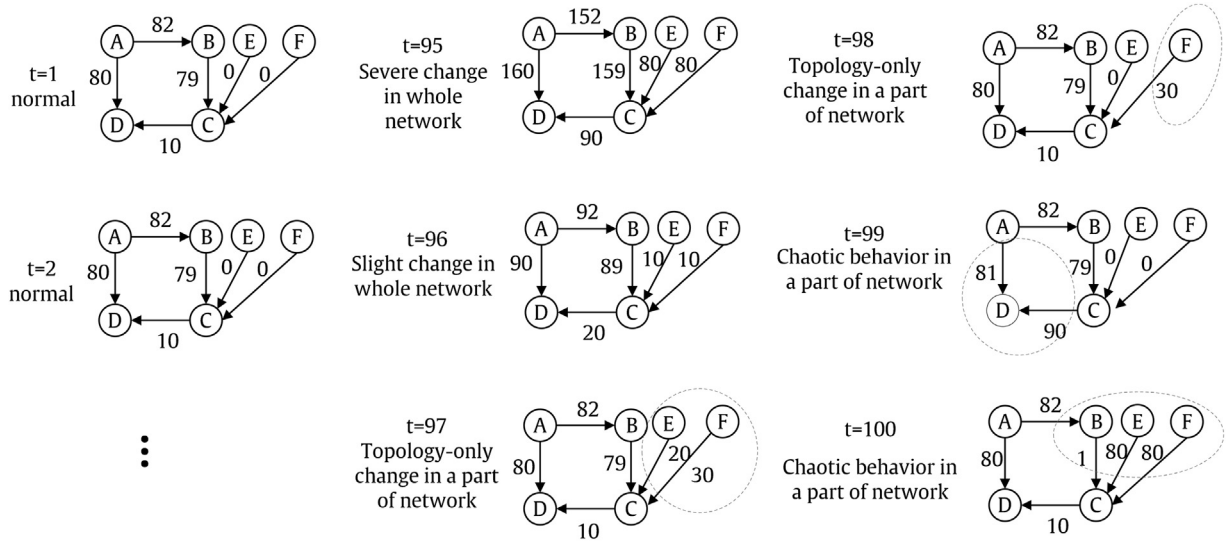 t=1
normal
A 82 B E F
80 79 0 0
D C
10
t=95
Severe change
in whole
network
A 152 B E F
160 159 80 80
D C
90
t=98
Topology-only
change in a part
of network
A 82 B E F
80 79 0 30
D C
10
t=2
normal
A 82 B E F
80 79 0 0
D C
10
t=96
Slight change in
whole network
A 92 B E F
90 89 10 10
D C
20
t=99
Chaotic behavior in
a part of network
A 82 B E F
81 79 0 0
D C
90
t=97
Topology-only
change in a part
of network
A 82 B E F
80 79 20 30
D C
10
t=100
Chaotic behavior in
a part of network
A 82 B E F
80 1 80 80
D C
10